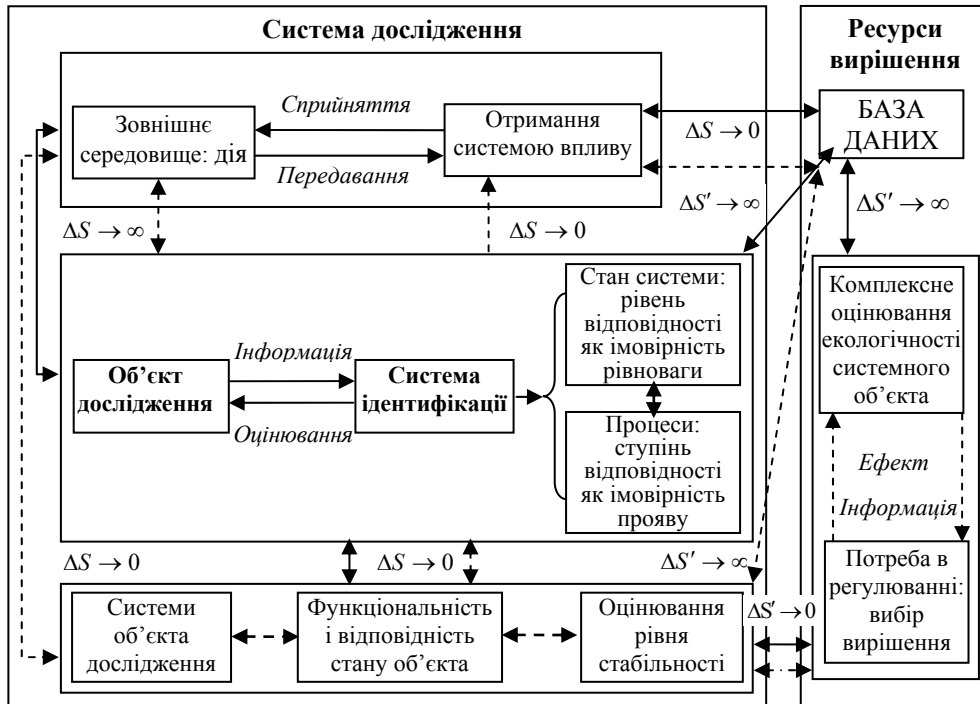 Система дослідження
Ресурси
вирішення
Зовнішнє
середовище: дія
Сприйняття
Передавання
Отримання
системою впливу
ΔS → 0
БАЗА
ДАНИХ
ΔS → ∞
ΔS → 0
ΔS′ → ∞
ΔS′ → ∞
Об’єкт
дослідження
Інформація
Оцінювання
Система
ідентифікації
Стан системи:
рівень
відповідності
як імовірність
рівноваги
Процеси:
ступінь
відповідності
як імовірність
прояву
Комплексне
оцінювання
екологічності
системного
об’єкта
Ефект
Інформація
Потреба в
регулюванні:
вибір
вирішення
ΔS → 0
ΔS → 0
ΔS′ → ∞
Системи
об’єкта
дослідження
Функціональність
і відповідність
стану об’єкта
Оцінювання
рівня
стабільності
ΔS′ → 0